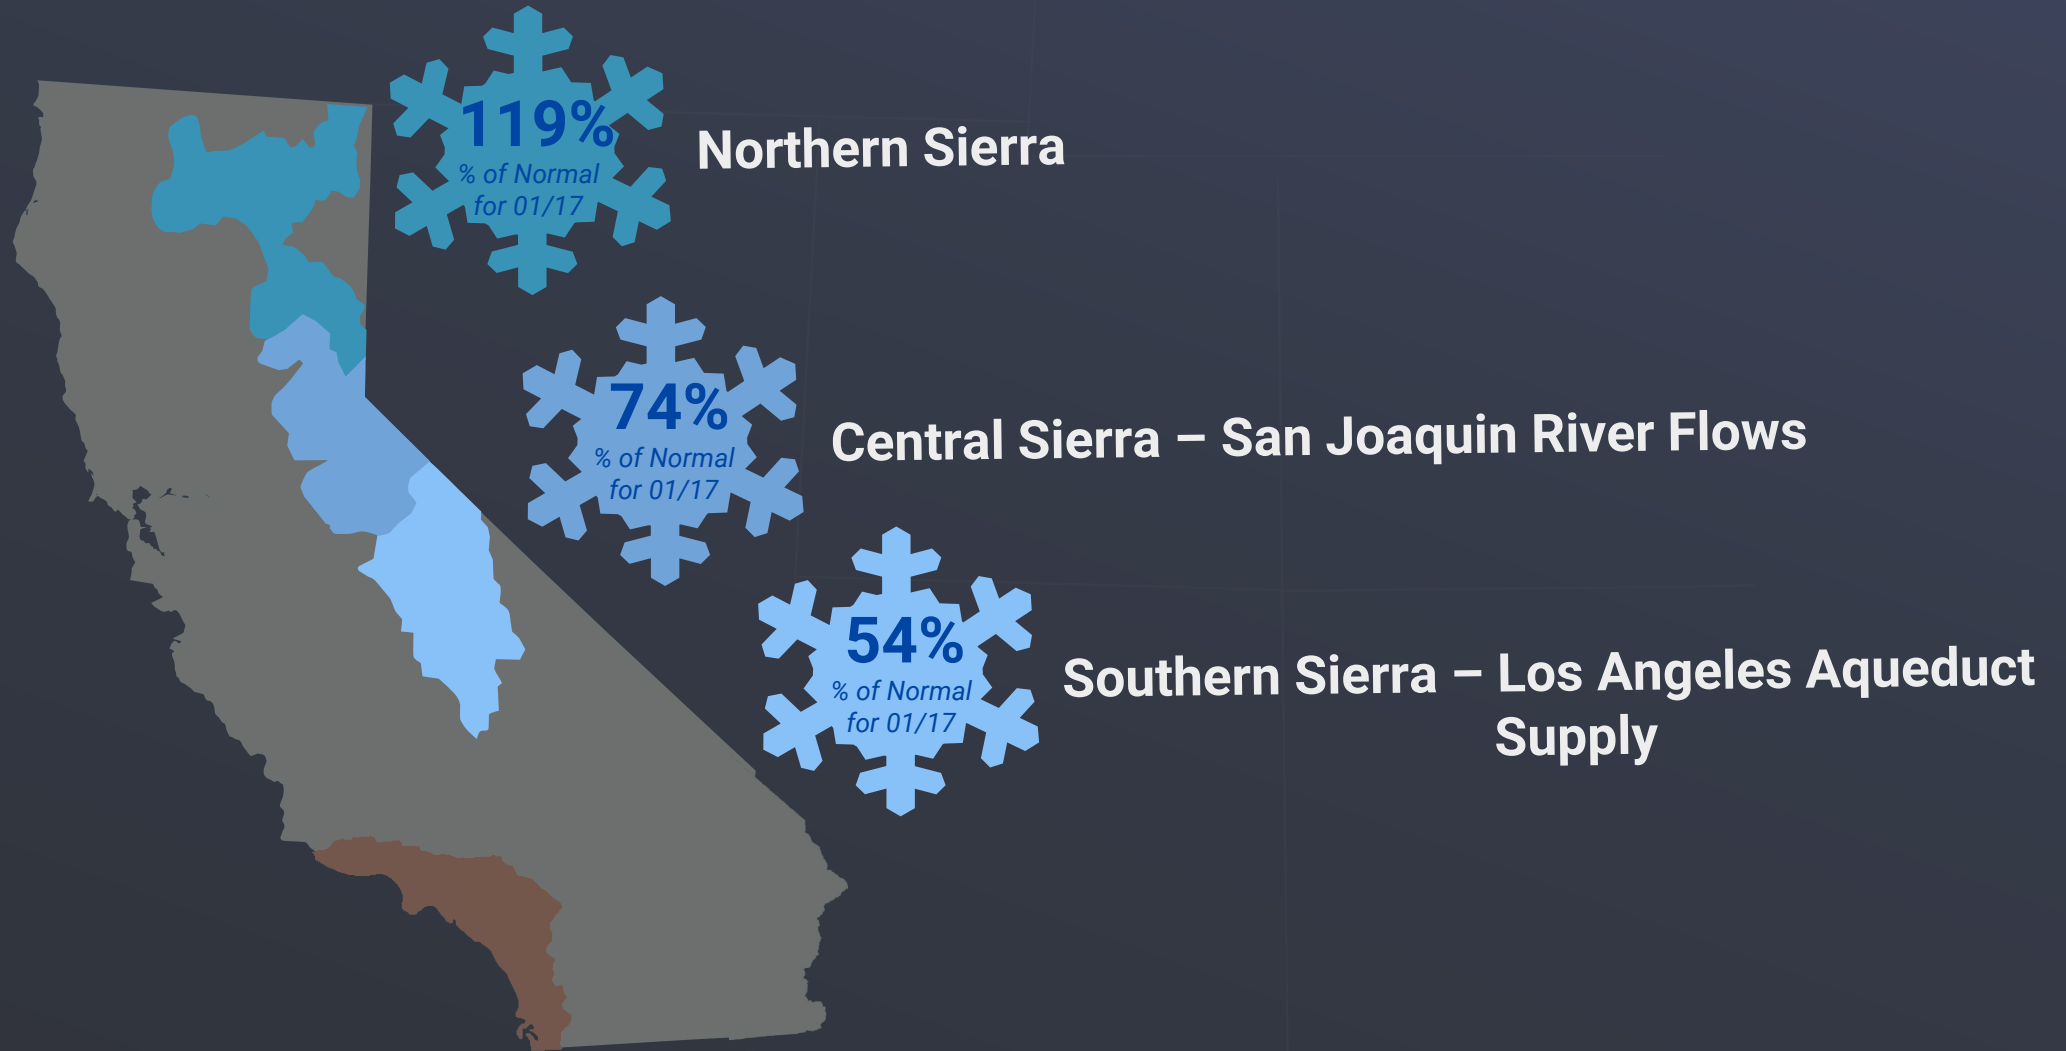 119%
% of Normal
for 01/17
Northern Sierra
74%
% of Normal
for 01/17
Central Sierra – San Joaquin River Flows
54%
% of Normal
for 01/17
Southern Sierra – Los Angeles Aqueduct
Supply